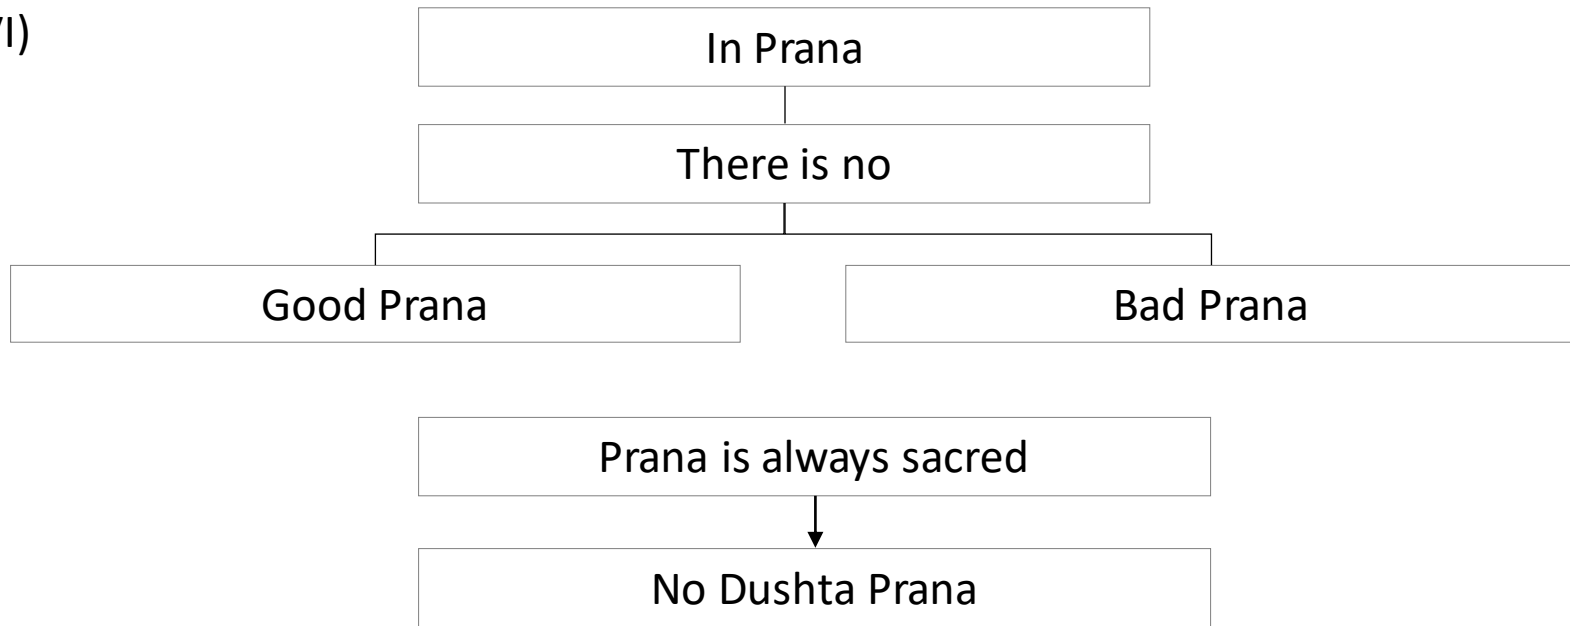 I)
In Prana
There is no
Good Prana
Bad Prana
Prana is always sacred
No Dushta Prana